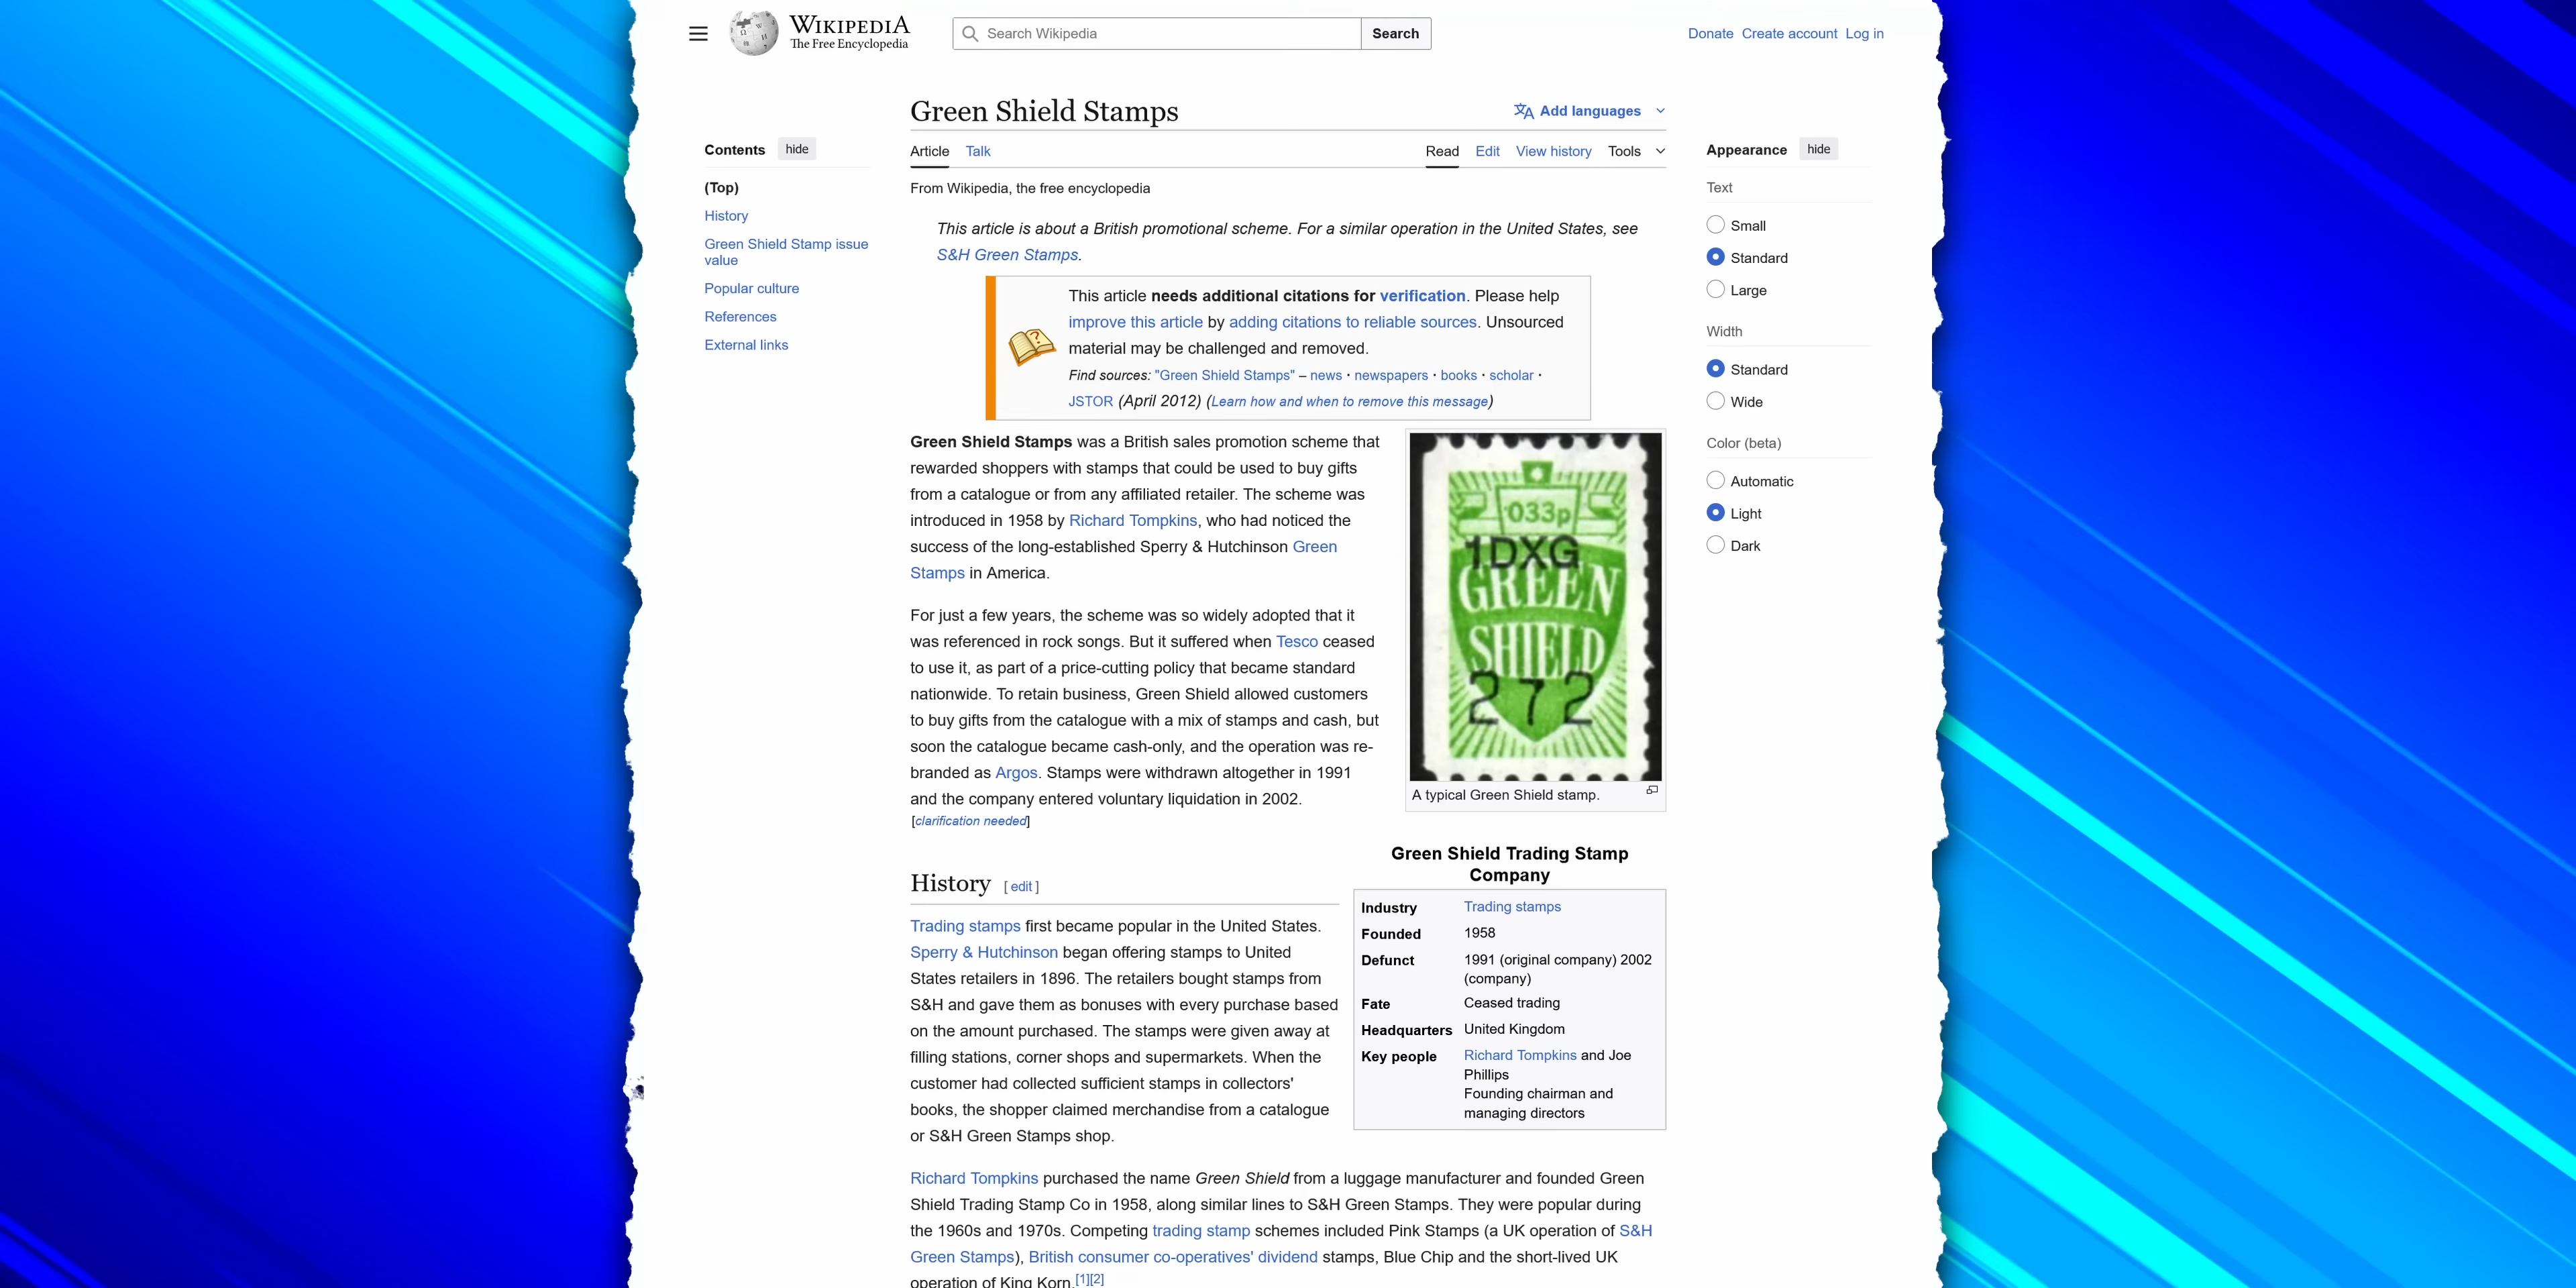 WIKIPEDIA
The Free Encyclopedia
Search Wikipedia
Search
Donate Create account Log in
Contents hide
(Top)
History
Green Shield Stamp issue
value
Popular culture
References
External links
Green Shield Stamps
Add languages
Article Talk
Read Edit View history Tools
From Wikipedia, the free encyclopedia
This article is about a British promotional scheme. For a similar operation in the United States, see
S&H Green Stamps.
This article needs additional citations for verification. Please help
improve this article by adding citations to reliable sources. Unsourced
material may be challenged and removed.
Find sources: "Green Shield Stamps" – news · newspapers · books · scholar ·
JSTOR (April 2012) (Learn how and when to remove this message)
Green Shield Stamps was a British sales promotion scheme that
rewarded shoppers with stamps that could be used to buy gifts
from a catalogue or from any affiliated retailer. The scheme was
introduced in 1958 by Richard Tompkins, who had noticed the
success of the long-established Sperry & Hutchinson Green
Stamps in America.
For just a few years, the scheme was so widely adopted that it
was referenced in rock songs. But it suffered when Tesco ceased
to use it, as part of a price-cutting policy that became standard
nationwide. To retain business, Green Shield allowed customers
to buy gifts from the catalogue with a mix of stamps and cash, but
soon the catalogue became cash-only, and the operation was re-
branded as Argos. Stamps were withdrawn altogether in 1991
and the company entered voluntary liquidation in 2002.
[clarification needed]
033p
1DXG
GREEN
SHIELD
272
A typical Green Shield stamp.
Green Shield Trading Stamp
Company
Industry Trading stamps
Founded 1958
Defunct 1991 (original company) 2002
(company)
Fate Ceased trading
Headquarters United Kingdom
Key people Richard Tompkins and Joe
Phillips
Founding chairman and
managing directors
History [ edit ]
Trading stamps first became popular in the United States.
Sperry & Hutchinson began offering stamps to United
States retailers in 1896. The retailers bought stamps from
S&H and gave them as bonuses with every purchase based
on the amount purchased. The stamps were given away at
filling stations, corner shops and supermarkets. When the
customer had collected sufficient stamps in collectors'
books, the shopper claimed merchandise from a catalogue
or S&H Green Stamps shop.
Richard Tompkins purchased the name Green Shield from a luggage manufacturer and founded Green
Shield Trading Stamp Co in 1958, along similar lines to S&H Green Stamps. They were popular during
the 1960s and 1970s. Competing trading stamp schemes included Pink Stamps (a UK operation of S&H
Green Stamps), British consumer co-operatives' dividend stamps, Blue Chip and the short-lived UK
operation of King Korn.[1][2]
Appearance hide
Text
Small
Standard
Large
Width
Standard
Wide
Color (beta)
Automatic
Light
Dark